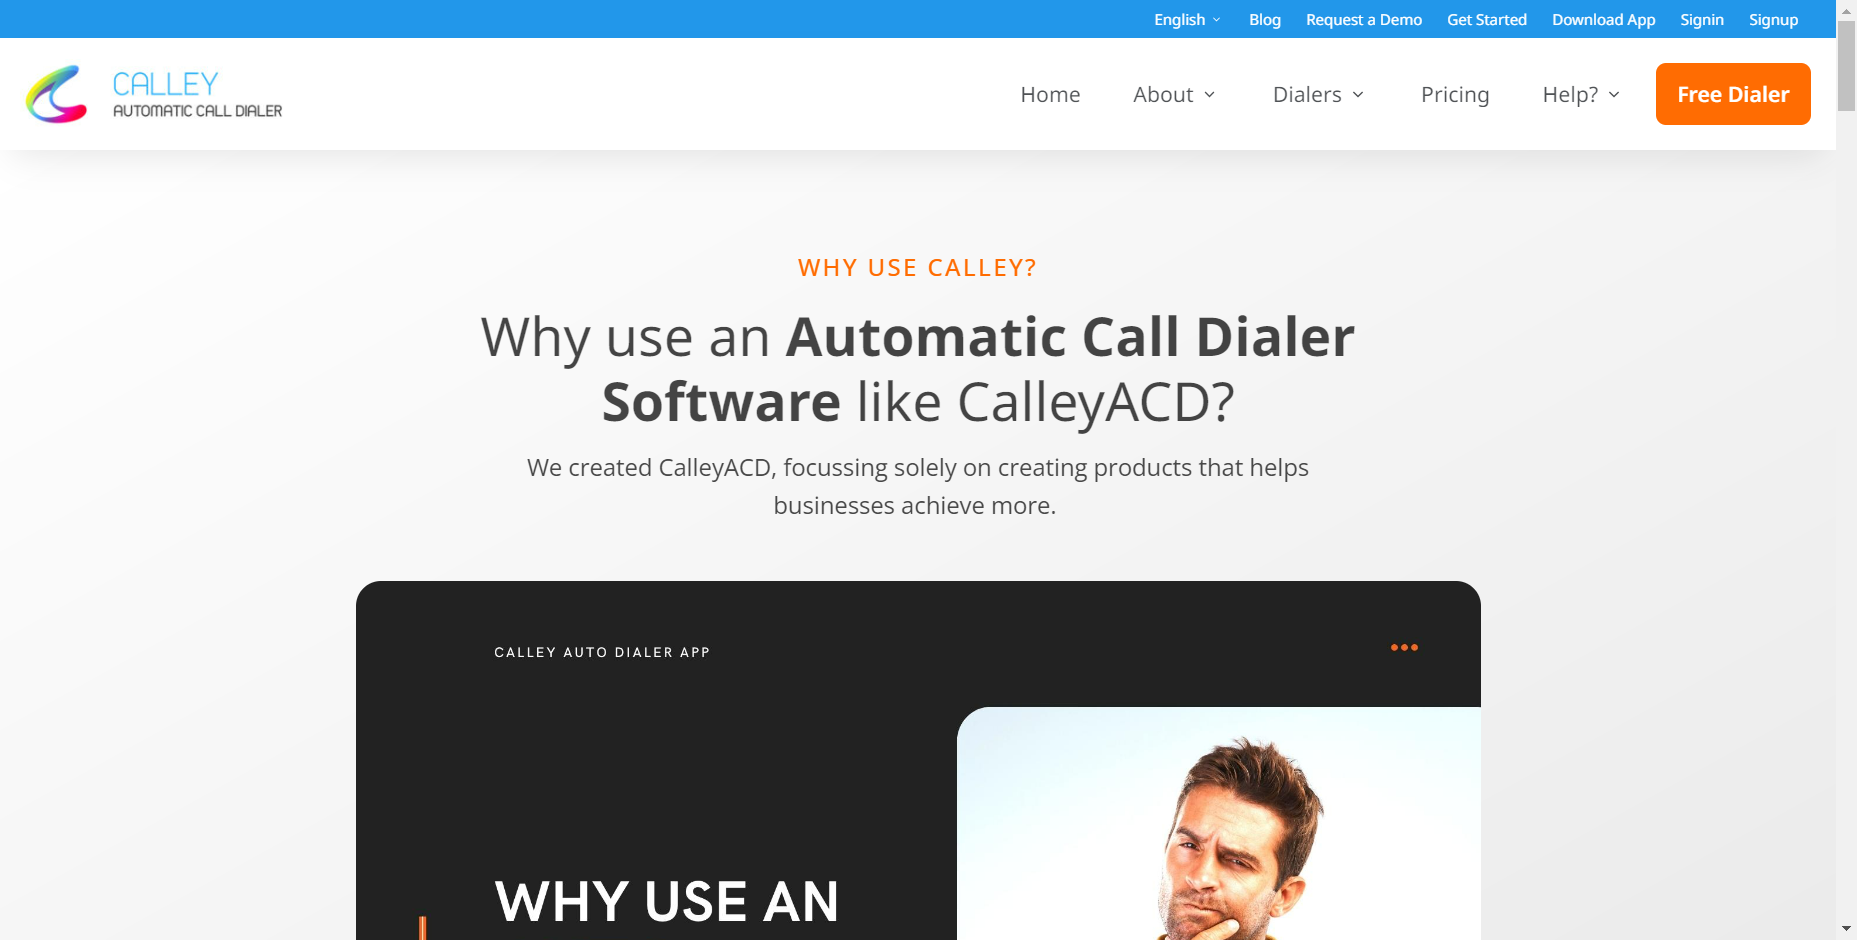 English
Blog
Request a Demo
Get Started
Download App
Signin
Signup
CALLEY
AUTOMATIC CALL DIALER
Home
About
Dialers
Pricing
Help?
Free Dialer
WHY USE CALLEY?
Why use an Automatic Call Dialer
Software like CalleyACD?
We created CalleyACD, focussing solely on creating products that helps
businesses achieve more.
CALLEY AUTO DIALER APP
WHY USE AN